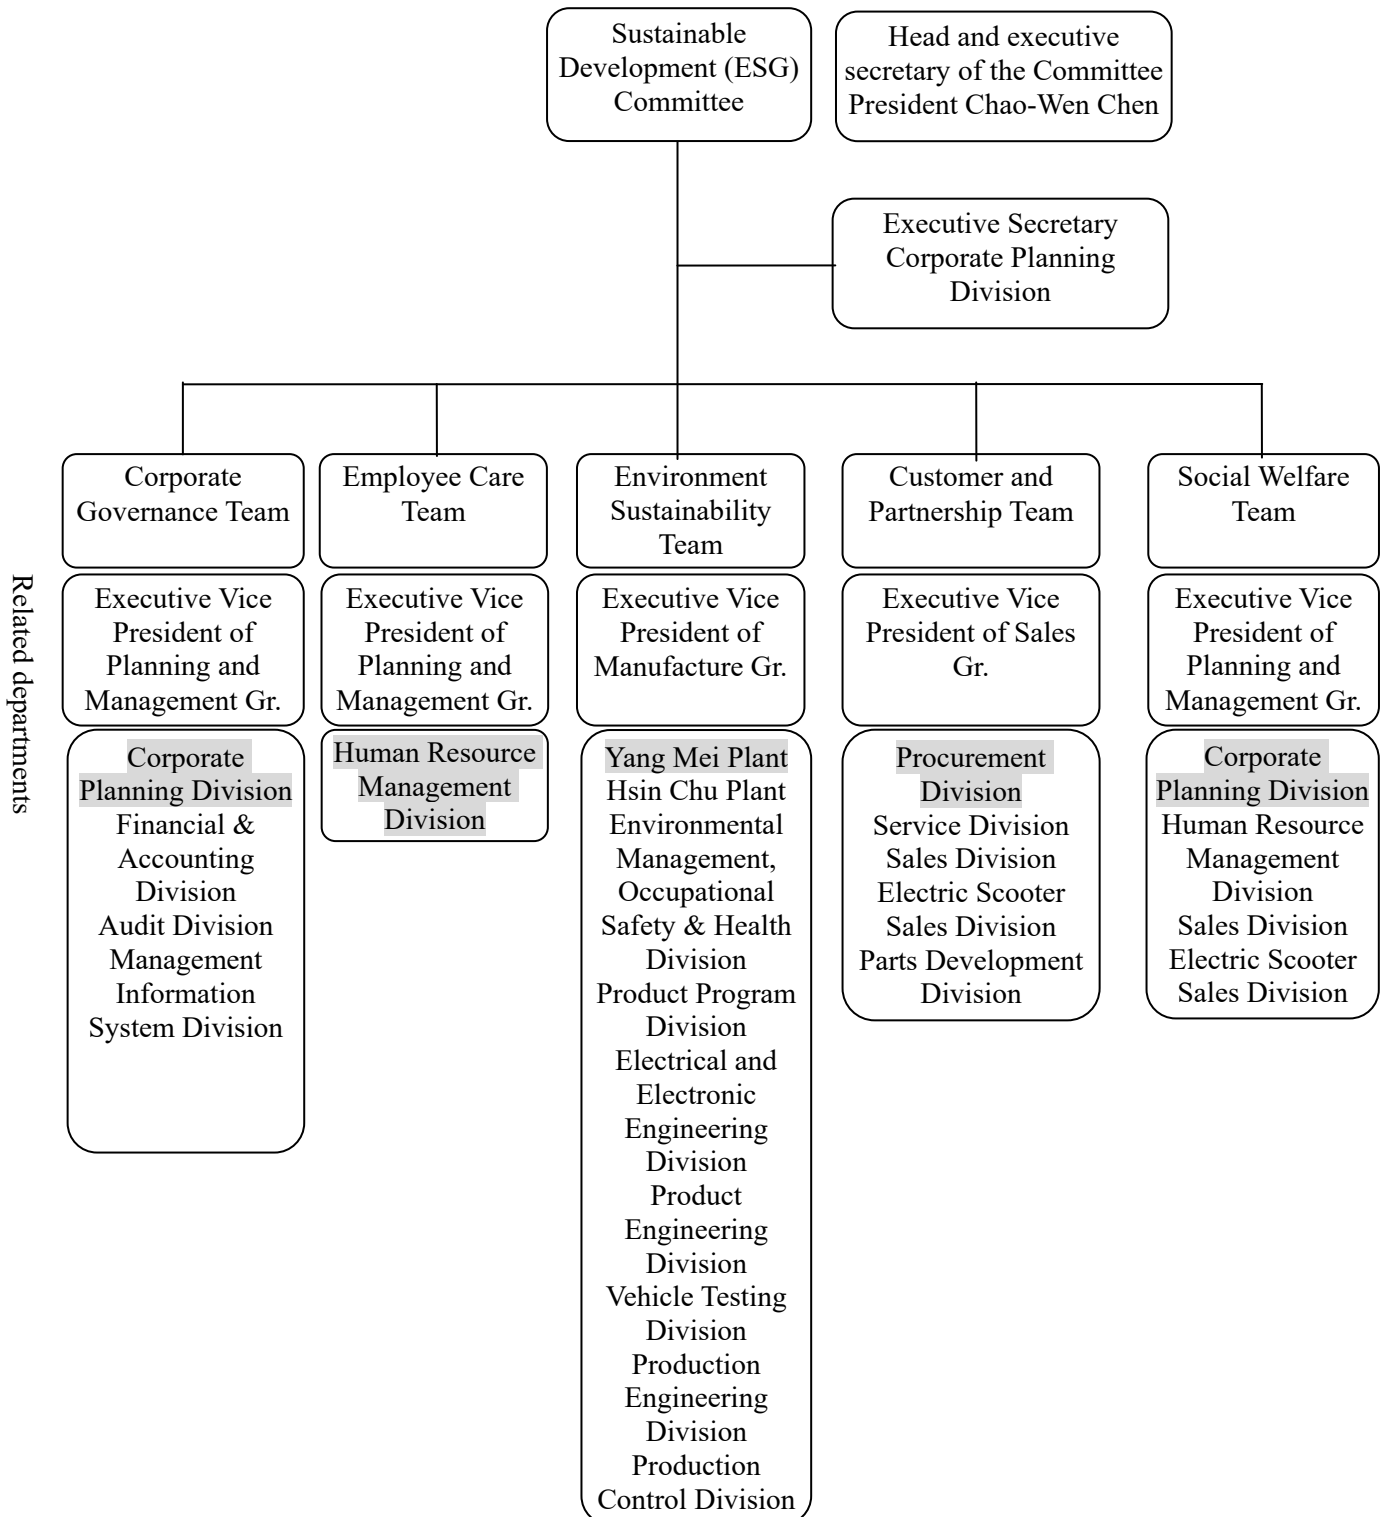 Sustainable
Development (ESG)
Committee
Head and executive
secretary of the Committee
President Chao-Wen Chen
Executive Secretary
Corporate Planning
Division
Corporate
Governance Team
Employee Care
Team
Environment
Sustainability
Team
Customer and
Partnership Team
Social Welfare
Team
Related departments
Executive Vice
President of
Planning and
Management Gr.
Executive Vice
President of
Planning and
Management Gr.
Executive Vice
President of
Manufacture Gr.
Executive Vice
President of Sales
Gr.
Executive Vice
President of
Planning and
Management Gr.
Corporate
Planning Division
Financial &
Accounting
Division
Audit Division
Management
Information
System Division
Human Resource
Management
Division
Yang Mei Plant
Hsin Chu Plant
Environmental
Management,
Occupational
Safety & Health
Division
Product Program
Division
Electrical and
Electronic
Engineering
Division
Product
Engineering
Division
Vehicle Testing
Division
Production
Engineering
Division
Production
Control Division
Procurement
Division
Service Division
Sales Division
Electric Scooter
Sales Division
Parts Development
Division
Corporate
Planning Division
Human Resource
Management
Division
Sales Division
Electric Scooter
Sales Division